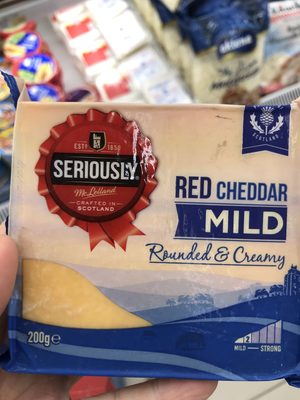 ESTD 1850
SERIOUSLY
McLelland
CRAFTED IN
SCOTLAND
SCOTLAND
RED CHEDDAR
MILD
Rounded & Creamy
200g e
2
MILD STRONG